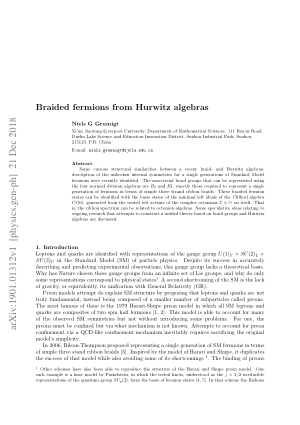 Braided fermions from Hurwitz algebras
Niels G Gresnigt
Xi'an Jiaotong-Liverpool University, Department of Mathematical Sciences. 111 Ren'ai Road,
Dushu Lake Science and Education Innovation District, Suzhou Industrial Park, Suzhou,
215123, P.R. China
E-mail: niels.gresnigt@xjtlu.edu.cn
Abstract.
Some curious structural similarities between a recent braid- and Hurwitz algebraic
description of the unbroken internal symmetries for a single generations of Standard Model
fermions were recently identified. The non-trivial braid groups that can be represented using
the four normed division algebras are B2 and B3, exactly those required to represent a single
generation of fermions in terms of simple three strand ribbon braids. These braided fermion
states can be identified with the basis states of the minimal left ideals of the Clifford algebra
Cℓ(6), generated from the nested left actions of the complex octonions C ⊗ O on itself. That
is, the ribbon spectrum can be related to octonion algebras. Some speculative ideas relating to
ongoing research that attempts to construct a unified theory based on braid groups and Hurwitz
algebras are discussed.
1. Introduction
Leptons and quarks are identified with representations of the gauge group U(1)Y × SU(2)L ×
SU(3)C in the Standard Model (SM) of particle physics. Despite its success in accurately
describing and predicting experimental observations, this gauge group lacks a theoretical basis.
Why has Nature chosen these gauge groups from an infinite set of Lie groups, and why do only
some representations correspond to physical states? A second shortcoming of the SM is the lack
of gravity, or equivalently, its unification with General Relativity (GR).
Preon models attempt to explain SM structure by proposing that leptons and quarks are not
truly fundamental, instead being composed of a smaller number of subparticles called preons.
The most famous of these is the 1979 Harari-Shupe preon model in which all SM leptons and
quarks are composites of two spin half fermions [1, 2]. This model is able to account for many
of the observed SM symmetries but not without introducing some problems. For one, the
preons must be confined but via what mechanism is not known. Attempts to account for preon
confinement via a QCD-like confinement mechanism inevitably requires sacrificing the original
model's simplicity.
In 2006, Bilson-Thompson proposed representing a single generation of SM fermions in terms
of simple three stand ribbon braids [3]. Inspired by the model of Harari and Shupe, it duplicates
the success of that model while also avoiding some of its shortcomings 1. The binding of preons
1 Other schemes have also been able to reproduce the structure of the Harari and Shupe preon model. One
such example is a knot model by Finkelstein, in which the trefoil knots, understood as the j = 3/2 irreducible
representations of the quantum group SUq(2), form the basis of fermion states [4, 5]. In that scheme the Rishons
arXiv:1901.01312v1 [physics.gen-ph] 21 Dec 2018